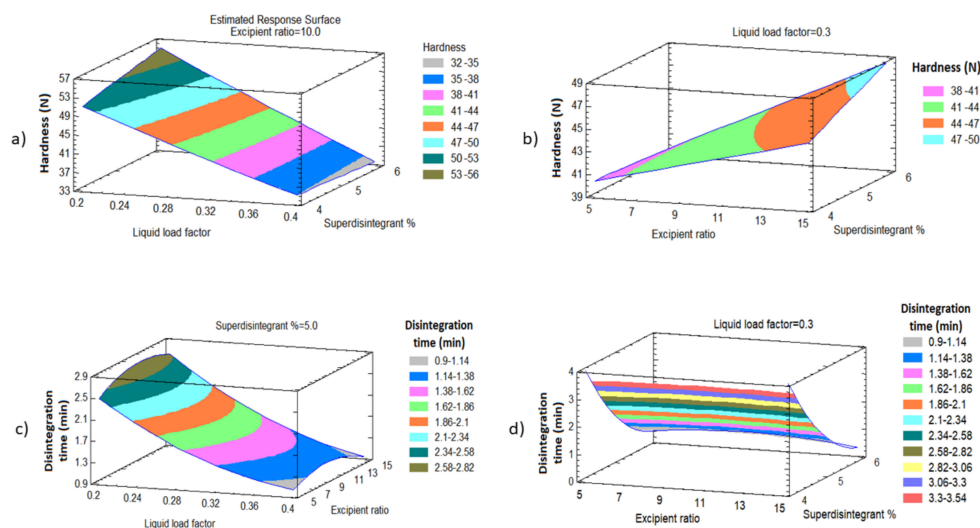 a)
Estimated Response Surface
Excipient ratio=10.0
Hardness (N)
57
53
49
45
41
37
33
0.2 0.24 0.28 0.32 0.36 0.4
Liquid load factor
4 5 6
Superdisintegrant %
Hardness
32-35
35-38
38-41
41-44
44-47
47-50
50-53
53-56
b)
Liquid load factor=0.3
Hardness (N)
49
47
45
43
41
39
5 7 9 11 13 15
Excipient ratio
4 5 6
Superdisintegrant %
Hardness (N)
38-41
41-44
44-47
47-50
c)
Superdisintegrant %=5.0
Disintegration
time (min)
2.9
2.5
2.1
1.7
1.3
0.9
0.2 0.24 0.28 0.32 0.36 0.4
Liquid load factor
5 7 9 11 13 15
Excipient ratio
Disintegration
time (min)
0.9-1.14
1.14-1.38
1.38-1.62
1.62-1.86
1.86-2.1
2.1-2.34
2.34-2.58
2.58-2.82
d)
Liquid load factor=0.3
Disintegration
time (min)
4
3
2
1
0
5 7 9 11 13 15
Excipient ratio
4 5 6
Superdisintegrant %
Disintegration
time (min)
0.9-1.14
1.14-1.38
1.38-1.62
1.62-1.86
1.86-2.1
2.1-2.34
2.34-2.58
2.58-2.82
2.82-3.06
3.06-3.3
3.3-3.54